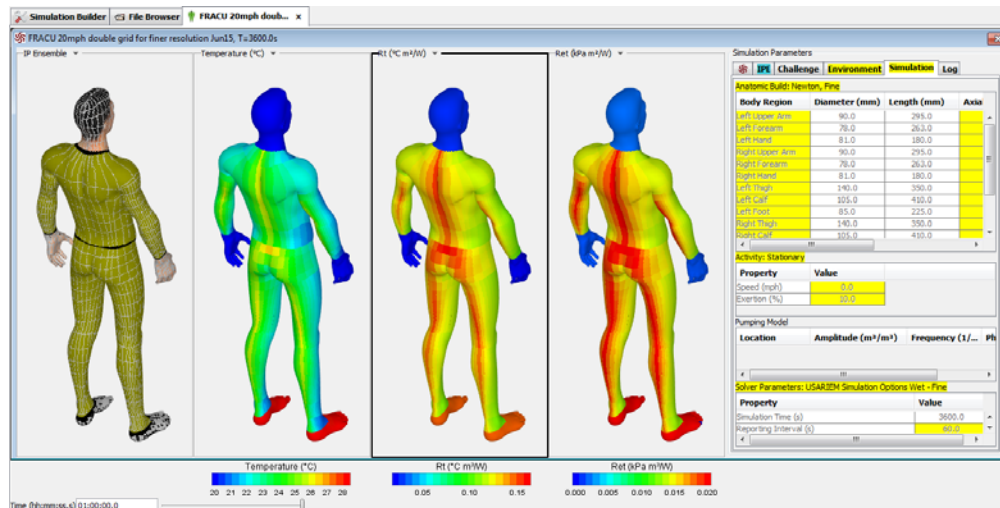 Simulation Builder File Browser FRACU 20mph doub... x
FRACU 20mph double grid for finer resolution Jun15, T=3600.0s
IP Ensemble Temperature (°C) Rt (°C m²/W) Ret (kPa m²/W) Simulation Parameters
IPE Challenge Environment Simulation Log
Anatomic Build: Newton, Fine
Body Region Diameter (mm) Length (mm) Axia
Left Upper Arm 90.0 295.0
Left Forearm 78.0 263.0
Left Hand 81.0 180.0
Right Upper Arm 90.0 295.0
Right Forearm 78.0 263.0
Right Hand 81.0 180.0
Left Thigh 140.0 350.0
Left Calf 105.0 410.0
Left Foot 85.0 225.0
Right Thigh 140.0 350.0
Right Calf 105.0 410.0
Activity: Stationary
Property Value
Speed (mph) 0.0
Exertion (%) 10.0
Pumping Model
Location Amplitude (m³/m³) Frequency (1/... Ph
Solver Parameters: USARIEM Simulation Options Wet - Fine
Property Value
Simulation Time (s) 3600.0
Reporting Interval (s) 60.0
Temperature (°C) Rt (°C m²/W) Ret (kPa m²/W)
20 21 22 23 24 25 26 27 28 0.05 0.10 0.15 0.000 0.005 0.010 0.015 0.020
Time (hh:mm:ss.s) 01:00:00.0